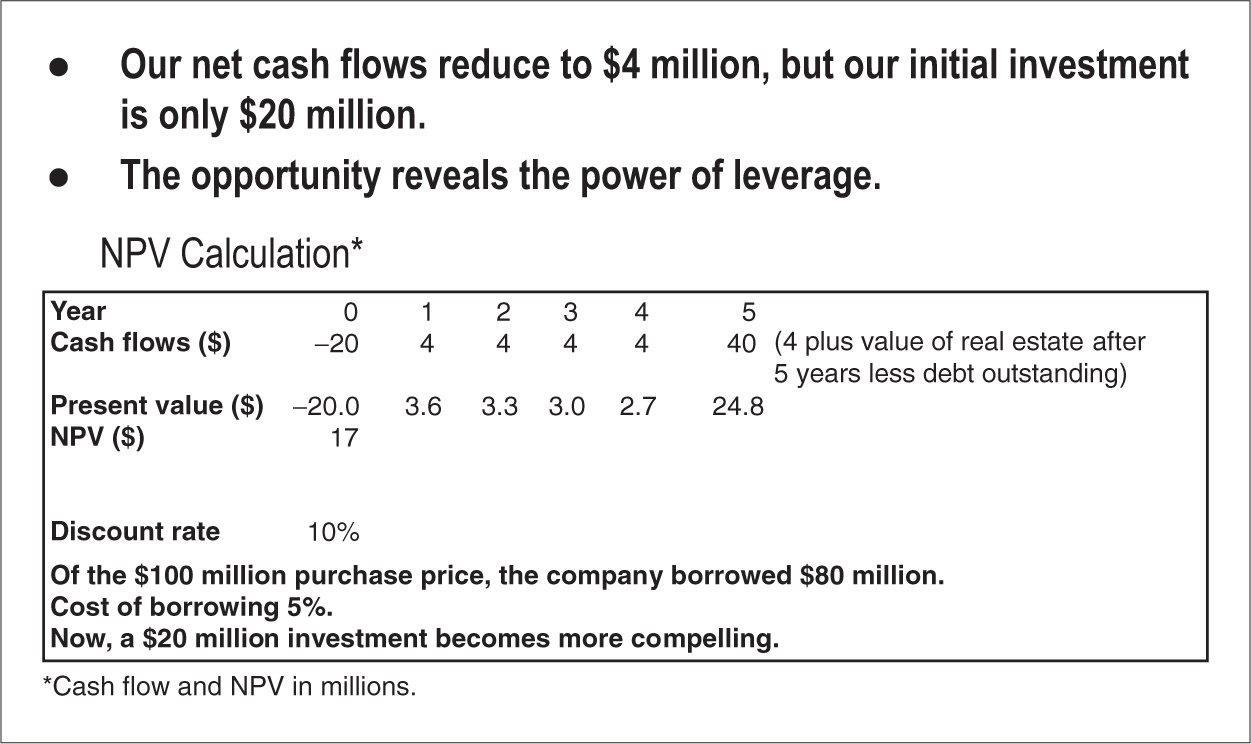 ● Our net cash flows reduce to $4 million, but our initial investment
is only $20 million.
● The opportunity reveals the power of leverage.
NPV Calculation*
Year 0 1 2 3 4 5
Cash flows ($) –20 4 4 4 4 40 (4 plus value of real estate after
5 years less debt outstanding)
Present value ($) –20.0 3.6 3.3 3.0 2.7 24.8
NPV ($) 17
Discount rate 10%
Of the $100 million purchase price, the company borrowed $80 million.
Cost of borrowing 5%.
Now, a $20 million investment becomes more compelling.
*Cash flow and NPV in millions.